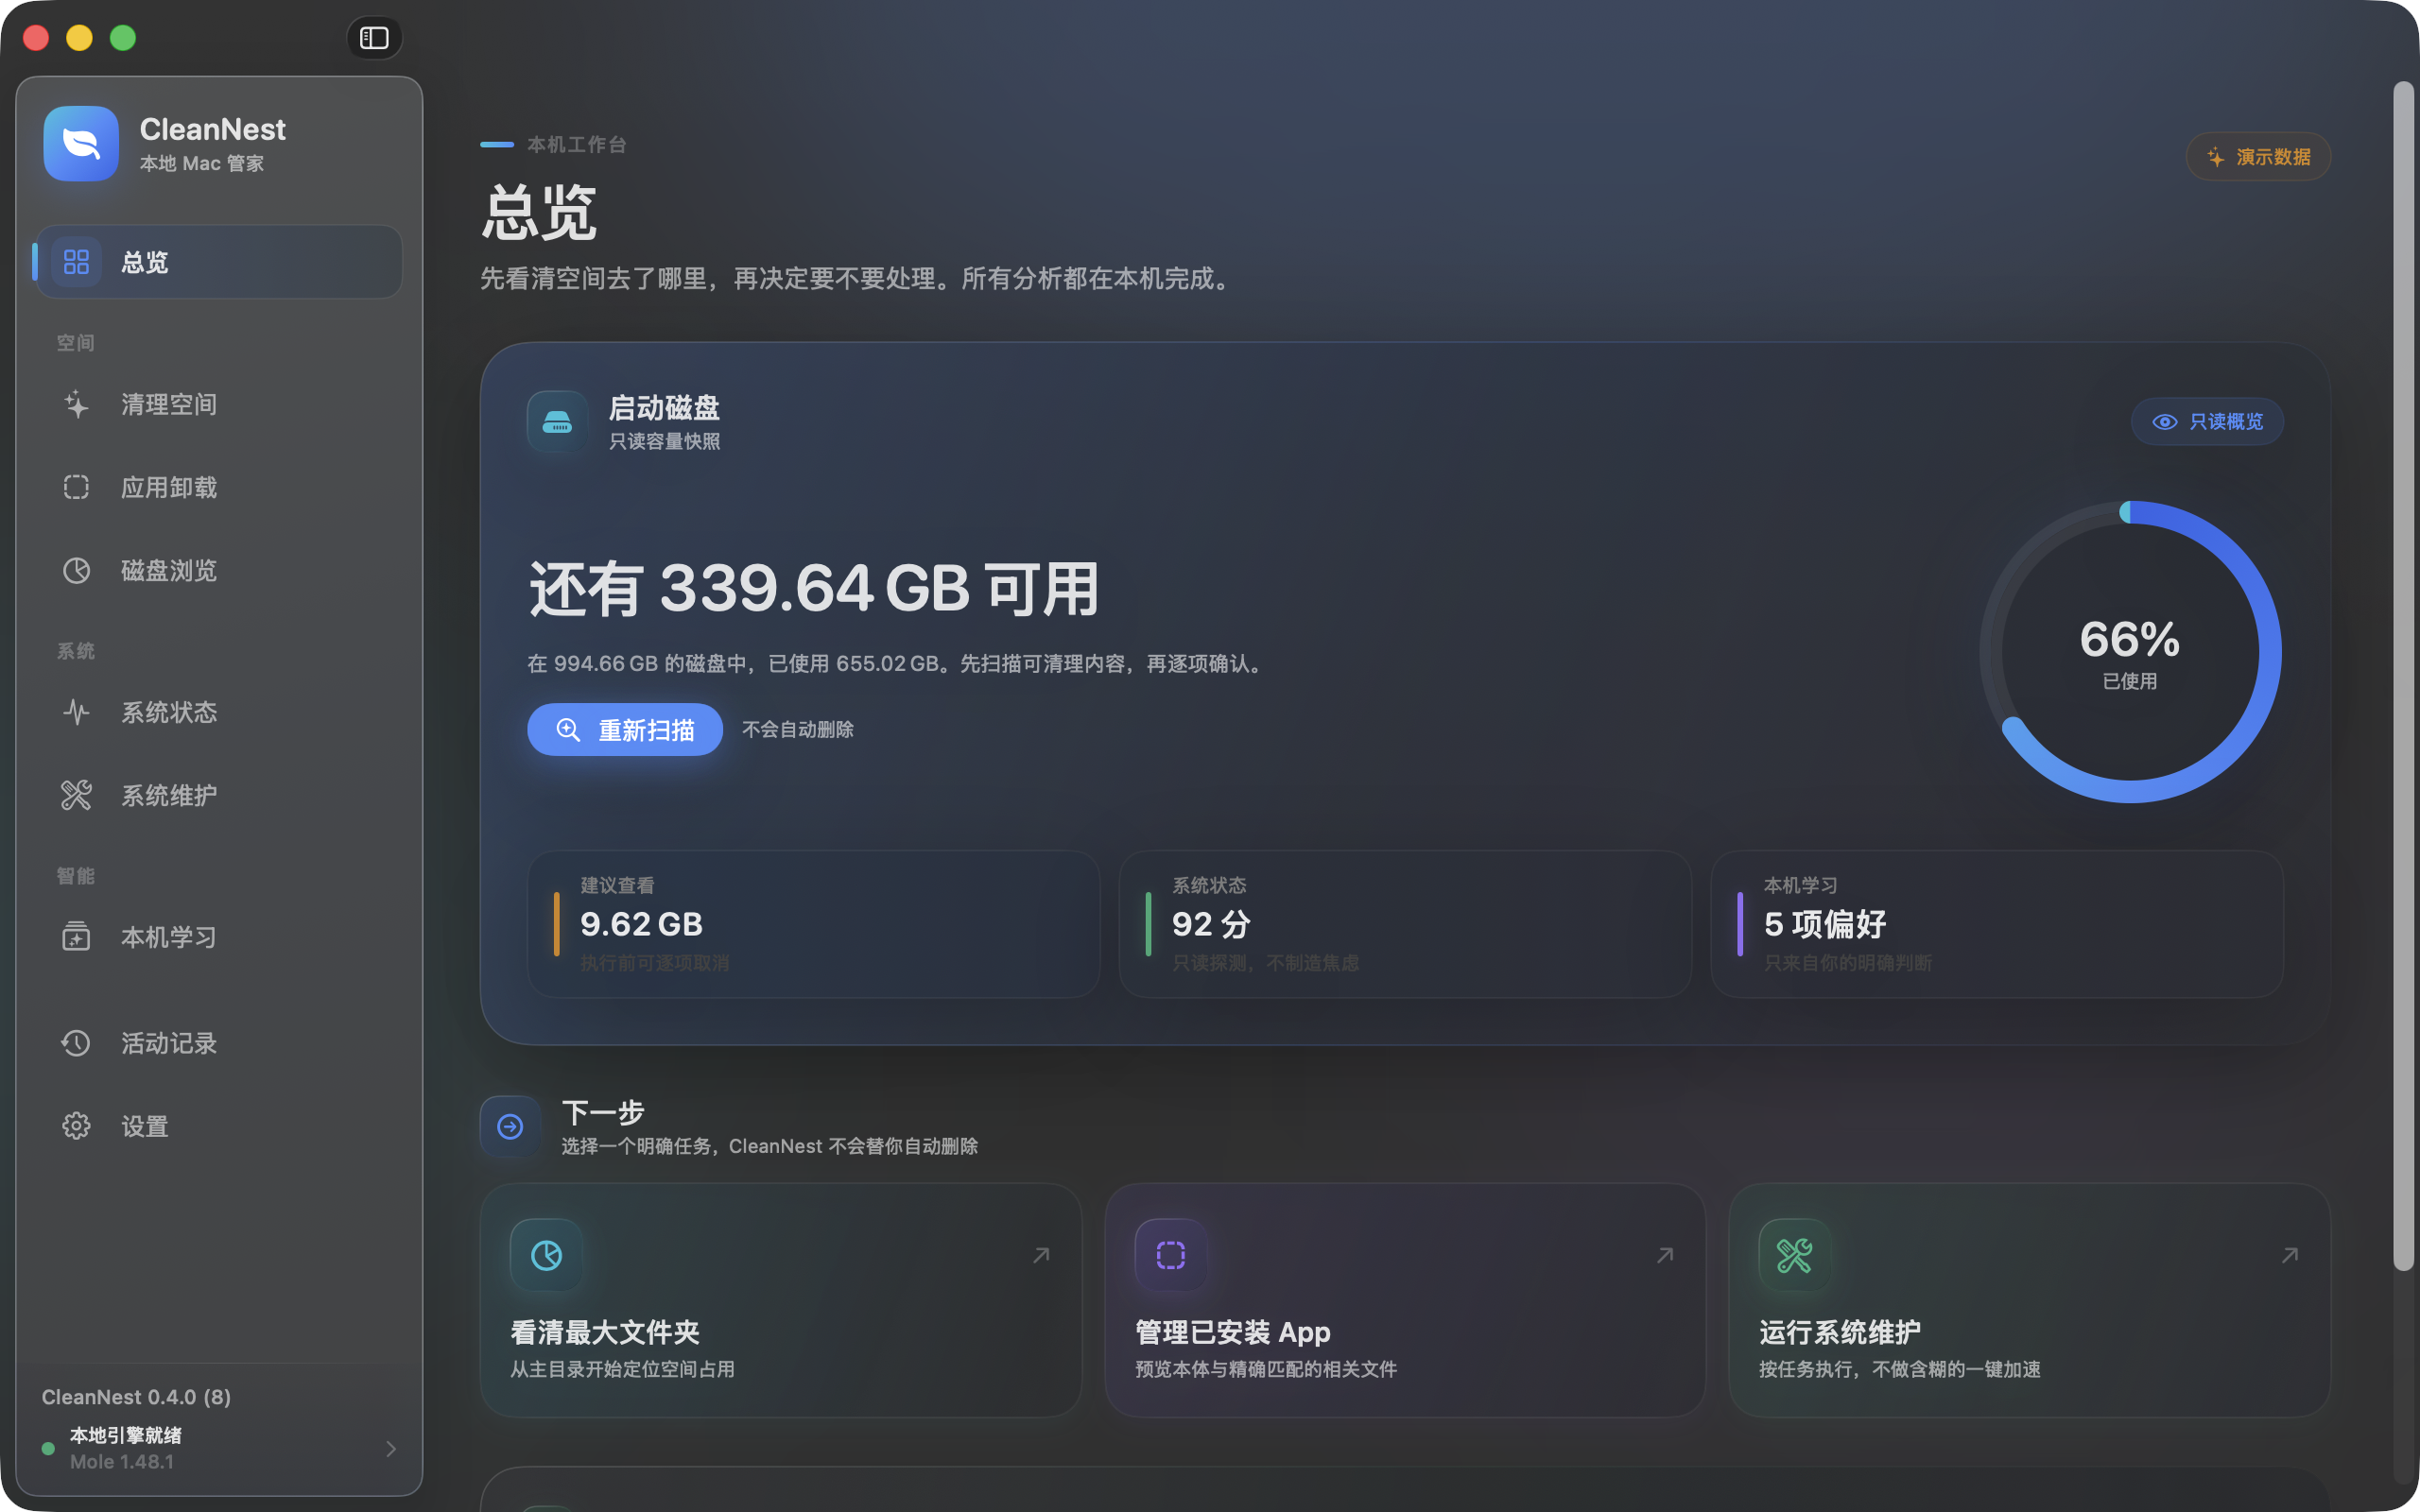 CleanNest
本地 Mac 管家
总览
空间
清理空间
应用卸载
磁盘浏览
系统
系统状态
系统维护
智能
本机学习
活动记录
设置
CleanNest 0.4.0 (8)
本地引擎就绪
Mole 1.48.1
本机工作台
演示数据
总览
先看清空间去了哪里，再决定要不要处理。所有分析都在本机完成。
启动磁盘
只读容量快照
只读概览
还有 339.64 GB 可用
在 994.66 GB 的磁盘中，已使用 655.02 GB。先扫描可清理内容，再逐项确认。
重新扫描
不会自动删除
66%
已使用
建议查看
9.62 GB
执行前可逐项取消
系统状态
92 分
只读探测，不制造焦虑
本机学习
5 项偏好
只来自你的明确判断
下一步
选择一个明确任务，CleanNest 不会替你自动删除
看清最大文件夹
从主目录开始定位空间占用
管理已安装 App
预览本体与精确匹配的相关文件
运行系统维护
按任务执行，不做含糊的一键加速